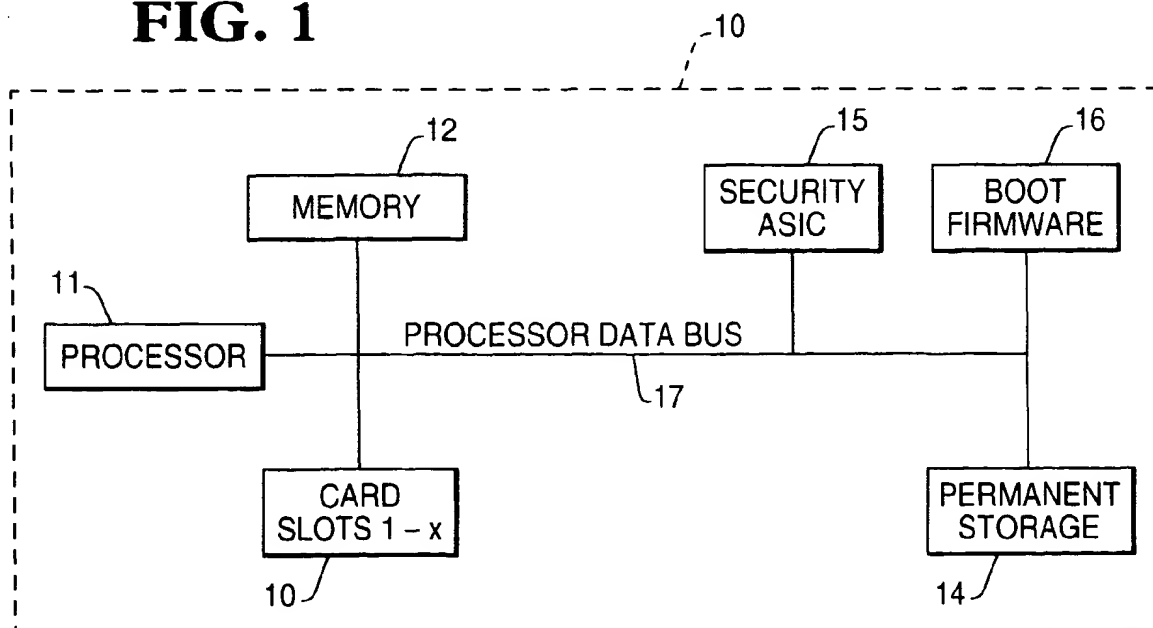 FIG. 1
10
12
15
16
MEMORY
SECURITY
ASIC
BOOT
FIRMWARE
11
PROCESSOR
PROCESSOR DATA BUS
17
CARD
SLOTS 1 – x
10
PERMANENT
STORAGE
14